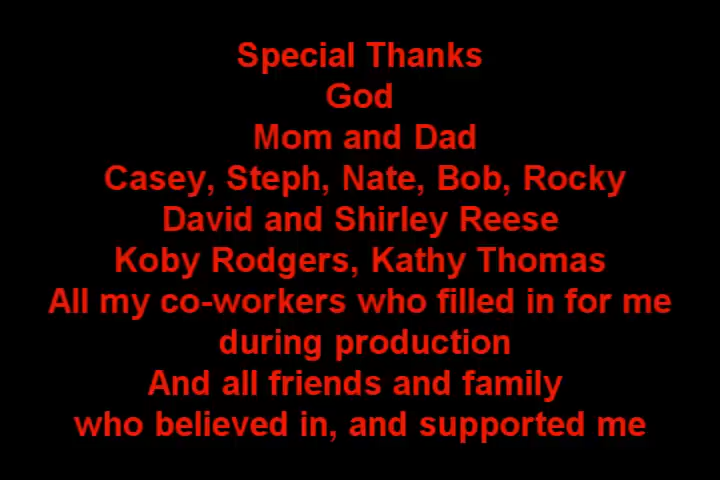 Special Thanks
God
Mom and Dad
Casey, Steph, Nate, Bob, Rocky
David and Shirley Reese
Koby Rodgers, Kathy Thomas
All my co-workers who filled in for me
during production
And all friends and family
who believed in, and supported me